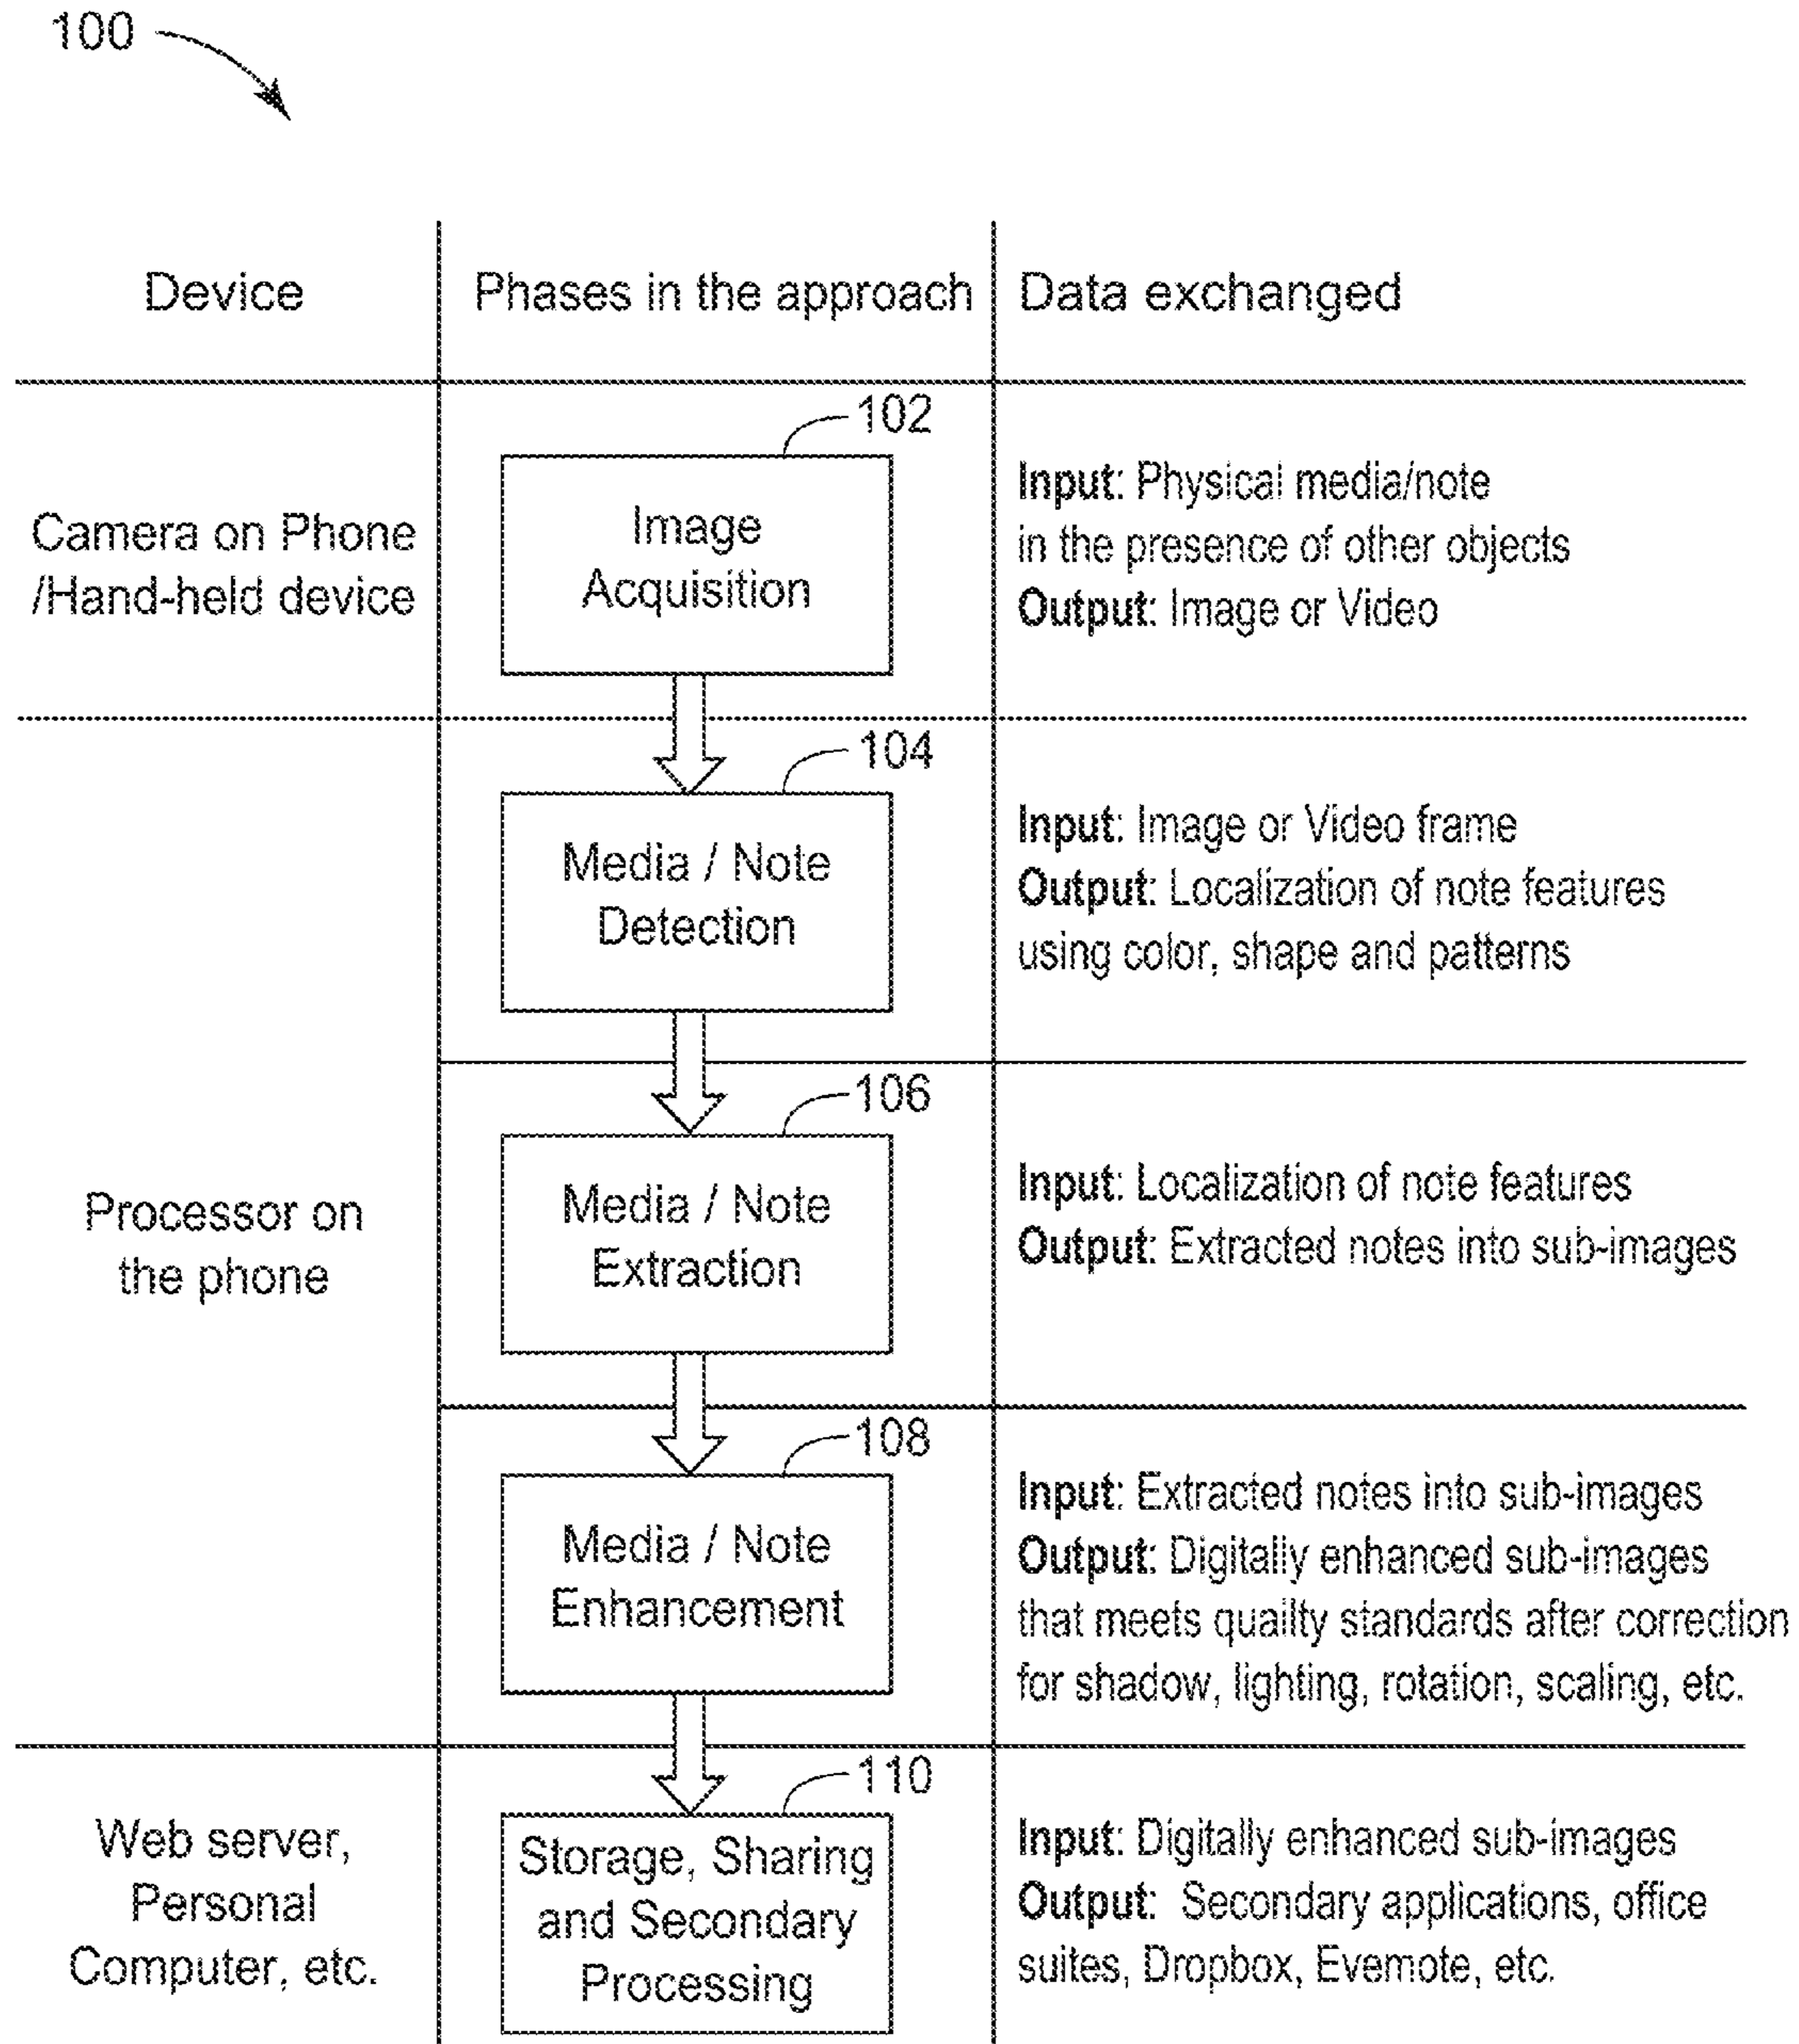 100
Device
Phases in the approach
Data exchanged
Camera on Phone
/Hand-held device
102
Image
Acquisition
Input: Physical media/note
in the presence of other objects
Output: Image or Video
Processor on
the phone
104
Media / Note
Detection
Input: Image or Video frame
Output: Localization of note features
using color, shape and patterns
106
Media / Note
Extraction
Input: Localization of note features
Output: Extracted notes into sub-images
108
Media / Note
Enhancement
Input: Extracted notes into sub-images
Output: Digitally enhanced sub-images
that meets quailty standards after correction
for shadow, lighting, rotation, scaling, etc.
Web server,
Personal
Computer, etc.
110
Storage, Sharing
and Secondary
Processing
Input: Digitally enhanced sub-images
Output: Secondary applications, office
suites, Dropbox, Evemote, etc.